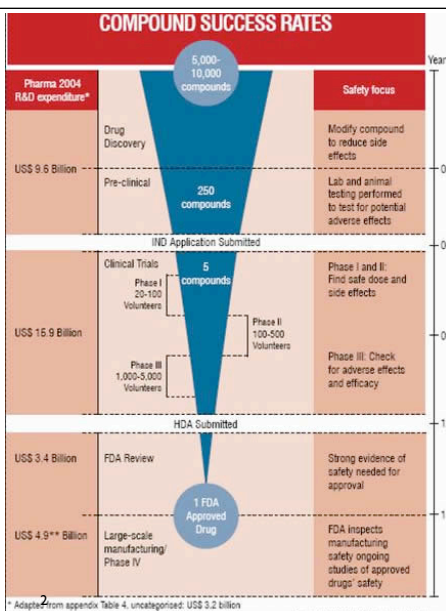 COMPOUND SUCCESS RATES
5,000-
10,000
compounds
Year
Pharma 2004
R&D expenditure*
Safety focus
US$ 9.6 Billion
Drug
Discovery
Modify compound
to reduce side
effects
0
Pre-clinical
250
compounds
Lab and animal
testing performed
to test for potential
adverse effects
IND Application Submitted
0
US$ 15.9 Billion
Clinical Trials
5
compounds
Phase I
20-100
Volunteers
Phase II
100-500
Volunteers
Phase III
1,000-5,000
Volunteers
Phase I and II:
Find safe dose and
side effects
0
Phase III: Check
for adverse effects
and efficacy
HDA Submitted
1
US$ 3.4 Billion
FDA Review
Strong evidence of
safety needed for
approval
1 FDA
Approved
Drug
1
US$ 4.9** Billion
Large-scale
manufacturing/
Phase IV
FDA inspects
manufacturing
safety ongoing
studies of approved
drugs' safety
2
* Adapted from appendix Table 4, uncategorised: US$ 3.2 billion